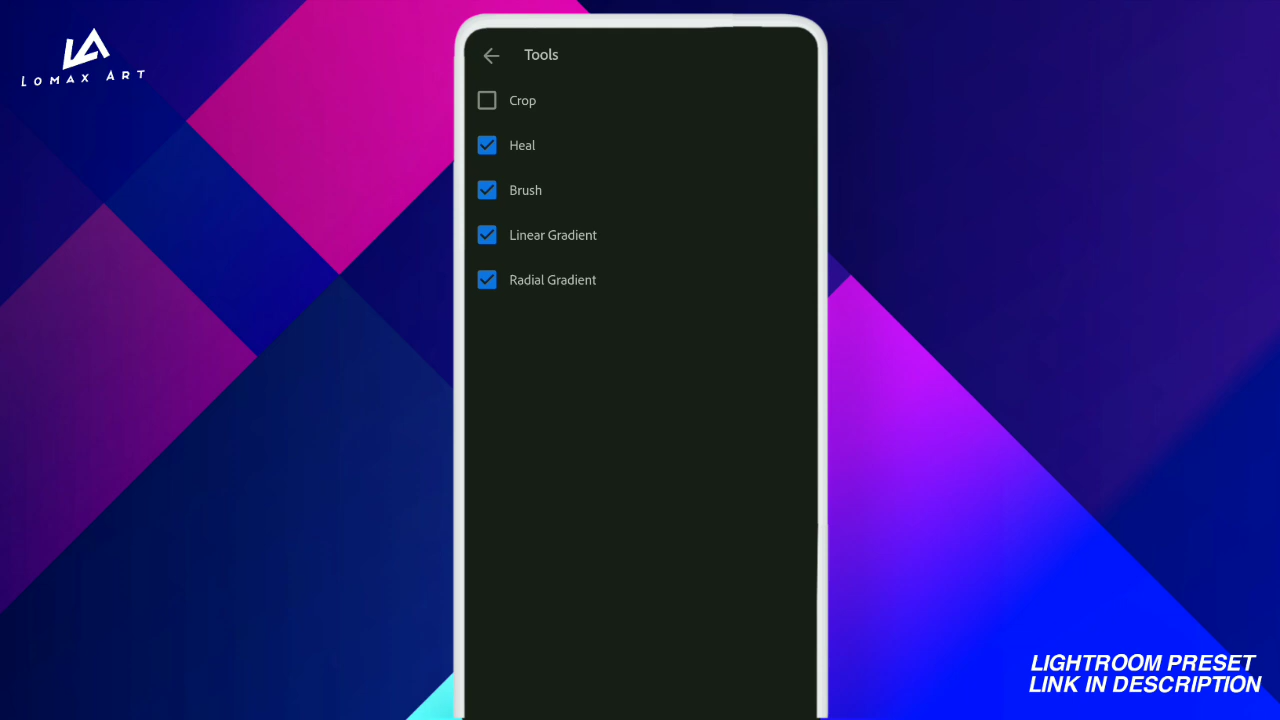 LOMAX ART
Tools
Crop
Heal
Brush
Linear Gradient
Radial Gradient
LIGHTROOM PRESET
LINK IN DESCRIPTION